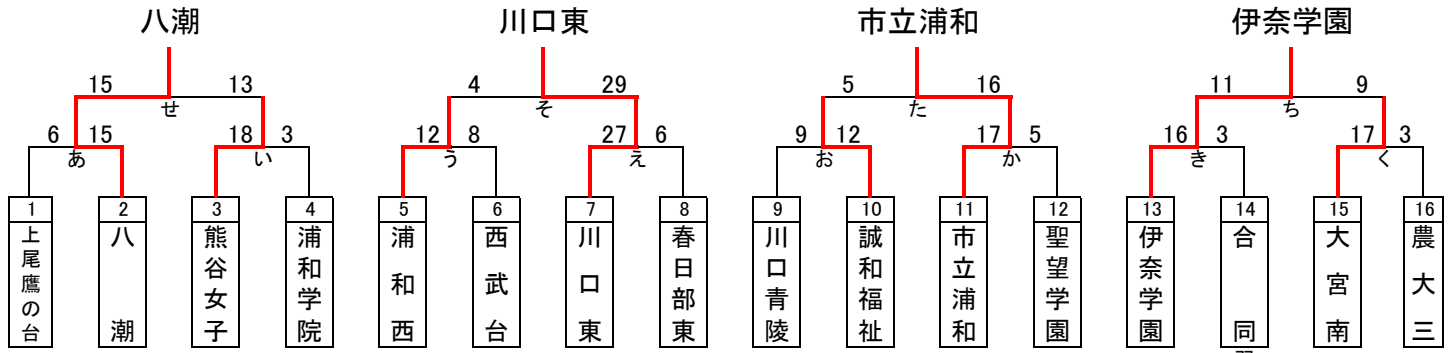 八潮 川口東 市立浦和 伊奈学園
15 13 4 29 5 16 11 9
せ そ た ち
6 15 18 3 12 8 27 6 9 12 17 5 16 3 17 3
あ い う え お か き く
1 2 3 4 5 6 7 8 9 10 11 12 13 14 15 16
上尾鷹の台 八潮 熊谷女子 浦和学院 浦和西 西武台 川口東 春日部東 川口青陵 誠和福祉 市立浦和 聖望学園 伊奈学園 合同 大宮南 農大三